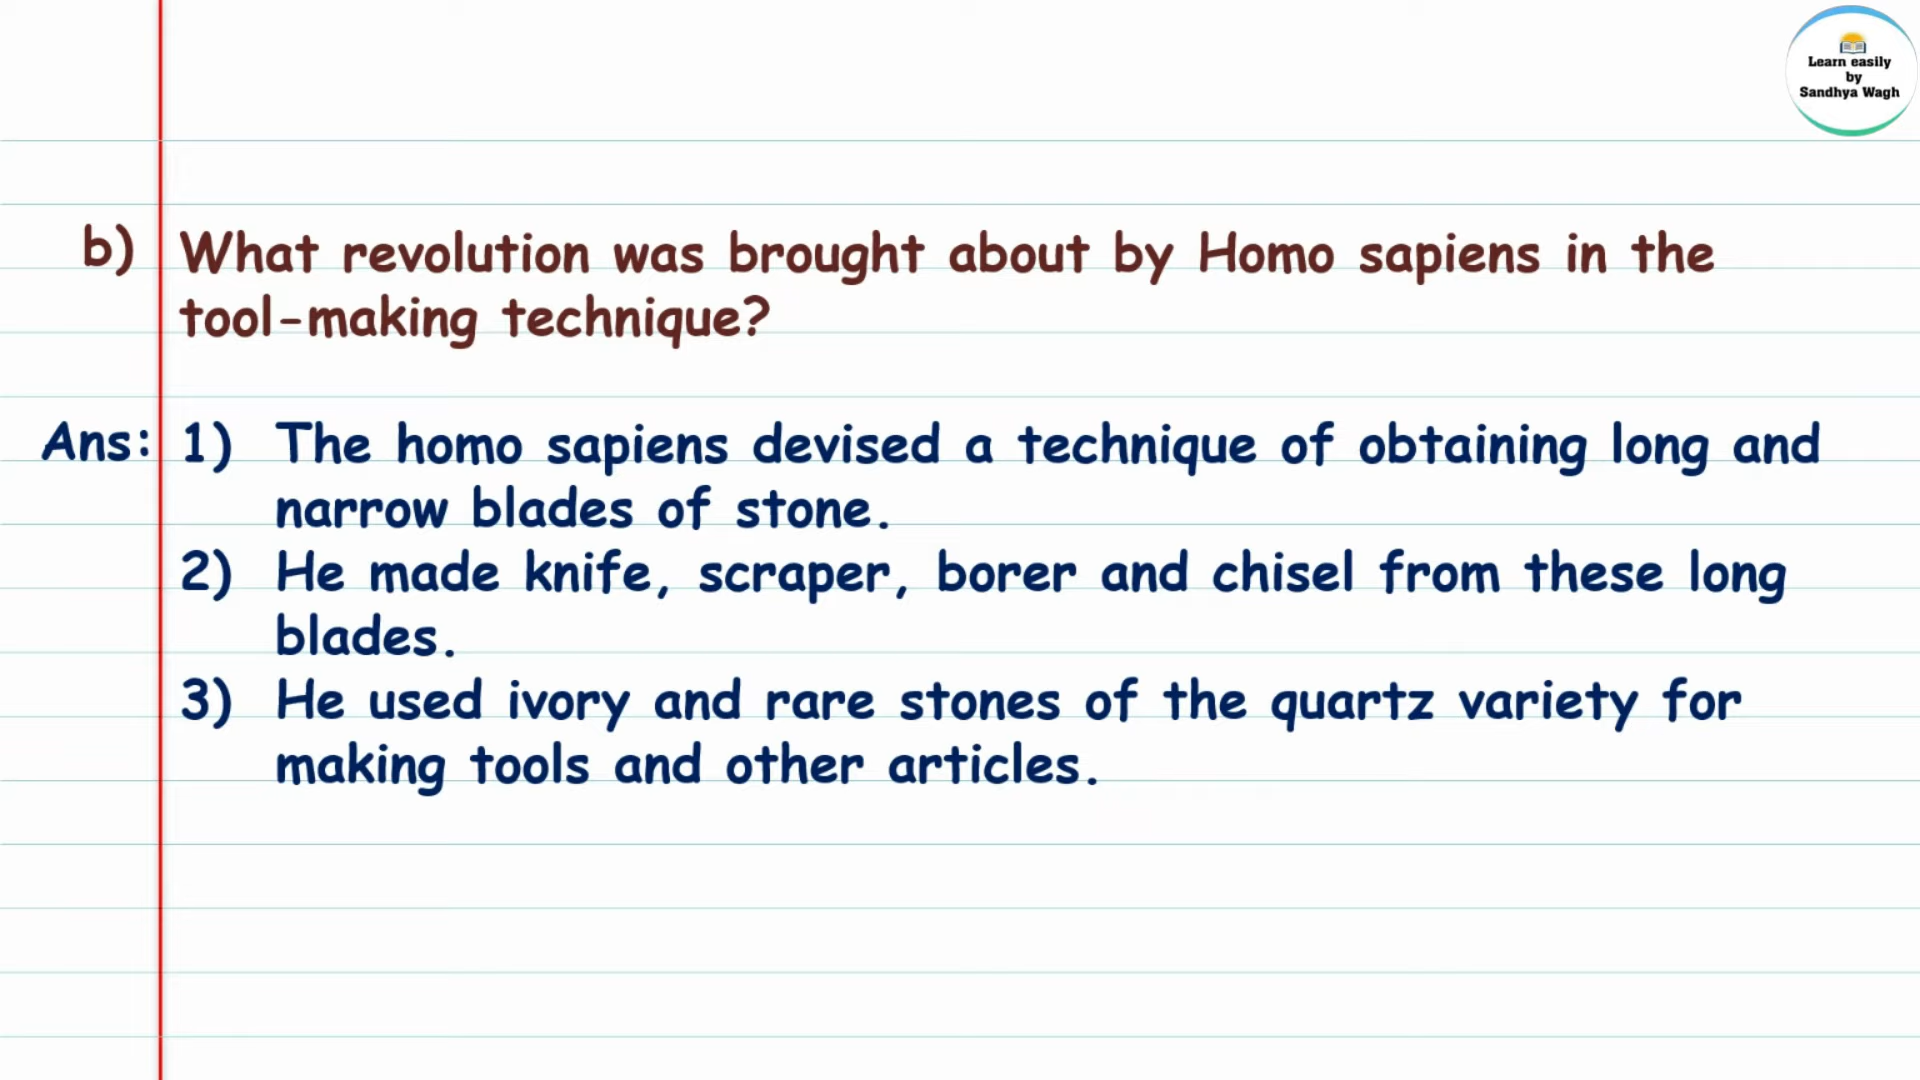 Learn easily
by
Sandhya Wagh
b) What revolution was brought about by Homo sapiens in the
tool-making technique?
Ans: 1) The homo sapiens devised a technique of obtaining long and
narrow blades of stone.
2) He made knife, scraper, borer and chisel from these long
blades.
3) He used ivory and rare stones of the quartz variety for
making tools and other articles.